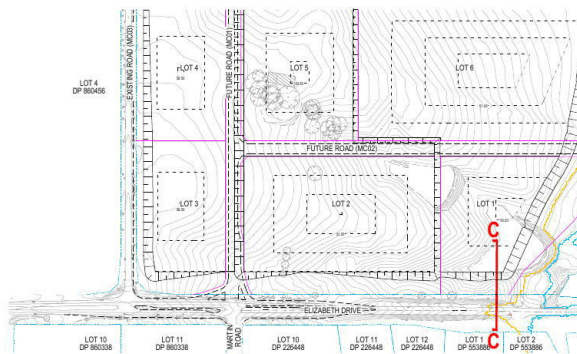 LOT 4
DP 860456
EXISTING ROAD (MC03)
LOT 4
FUTURE ROAD (MC01)
LOT 5
LOT 6
FUTURE ROAD (MC02)
LOT 3
LOT 2
LOT 1
C
ELIZABETH DRIVE
C
LOT 10
DP 860338
LOT 11
DP 860338
MARTIN
ROAD
LOT 10
DP 226448
LOT 11
DP 226448
LOT 12
DP 226448
LOT 1
DP 553886
LOT 2
DP 553886